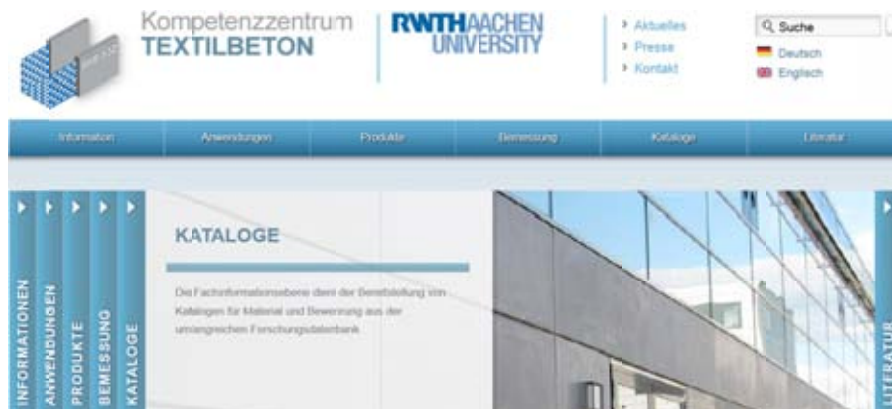 Kompetenzzentrum
TEXTILBETON
RWTHAACHEN
UNIVERSITY
Aktuelles
Presse
Kontakt
Suche
Deutsch
Englisch
Information
Anwendungen
Produkte
Bemessung
Kataloge
Literatur
INFORMATIONEN
ANWENDUNGEN
PRODUKTE
BEMESSUNG
KATALOGE
KATALOGE
Die Fachinformationsebene dient der Bereitstellung von
Katalogen für Material und Bewehrung aus der
umfangreichen Forschungsdatenbank
LITERATUR